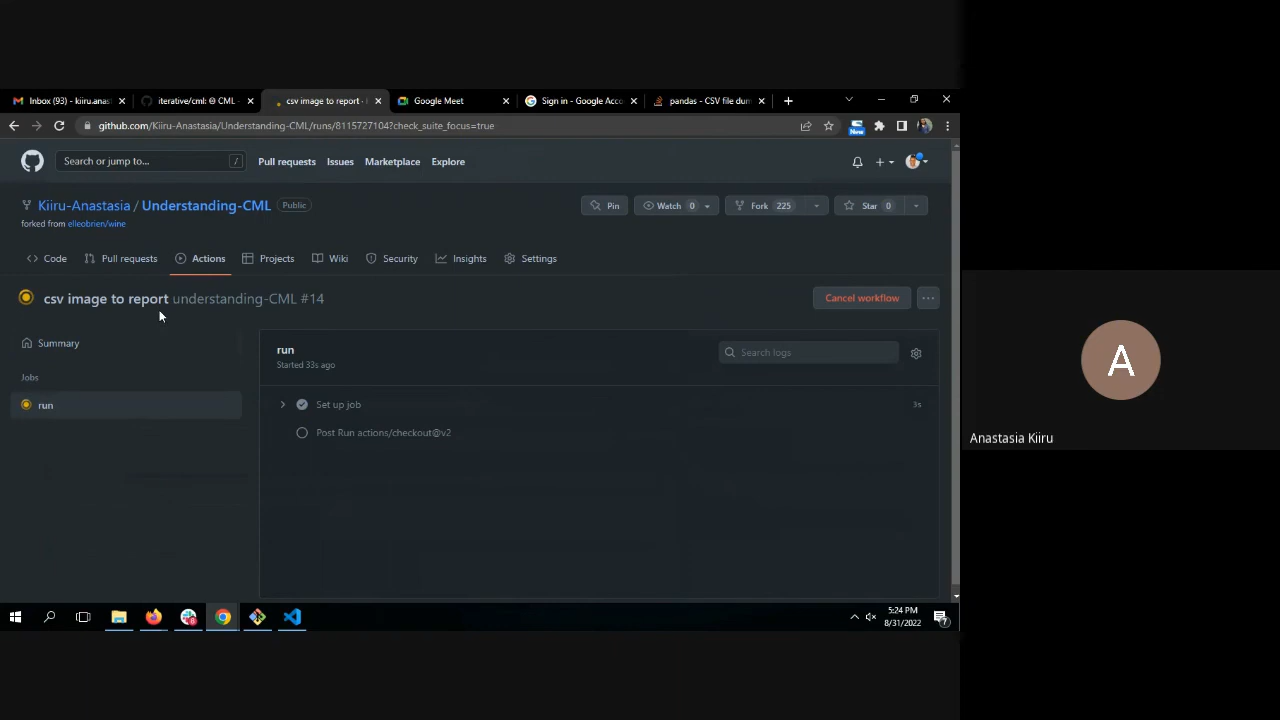 Inbox (93) - kiiru.anas
iterative/cml: ♾️ CML -
csv image to report · i
Google Meet
Sign in - Google Acco
pandas - CSV file dum
github.com/Kiiru-Anastasia/Understanding-CML/runs/8115727104?check_suite_focus=true
New
Search or jump to...
/
Pull requests
Issues
Marketplace
Explore
Kiiru-Anastasia / Understanding-CML
Public
Pin
Watch 0
Fork 225
Star 0
forked from elleobrien/wine
Code
Pull requests
Actions
Projects
Wiki
Security
Insights
Settings
csv image to report understanding-CML #14
Cancel workflow
Summary
Jobs
run
run
Started 33s ago
Search logs
Set up job
3s
Post Run actions/checkout@v2
A
Anastasia Kiiru
5:24 PM
8/31/2022